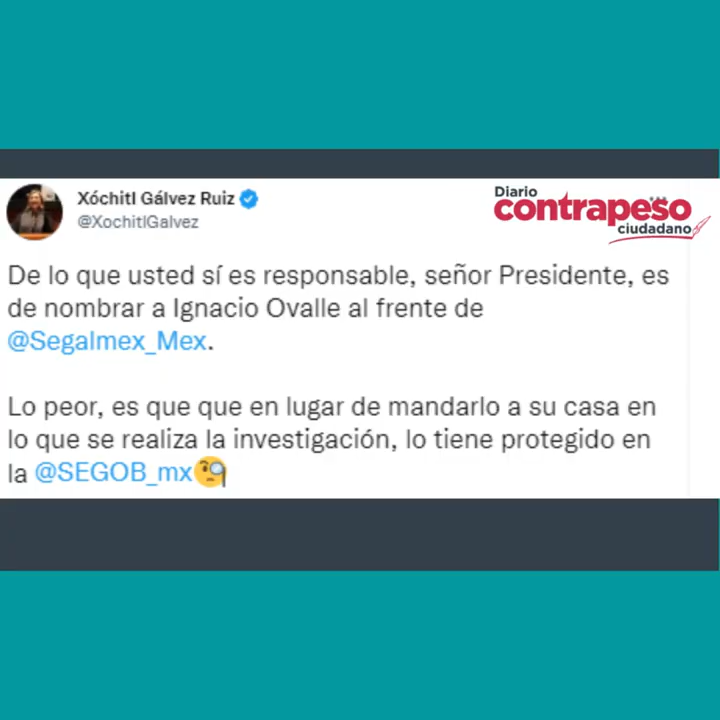 Xóchitl Gálvez Ruiz
@XochitlGalvez
Diario
contrapeso
ciudadano
De lo que usted sí es responsable, señor Presidente, es
de nombrar a Ignacio Ovalle al frente de
@Segalmex_Mex.
Lo peor, es que que en lugar de mandarlo a su casa en
lo que se realiza la investigación, lo tiene protegido en
la @SEGOB_mx🧐